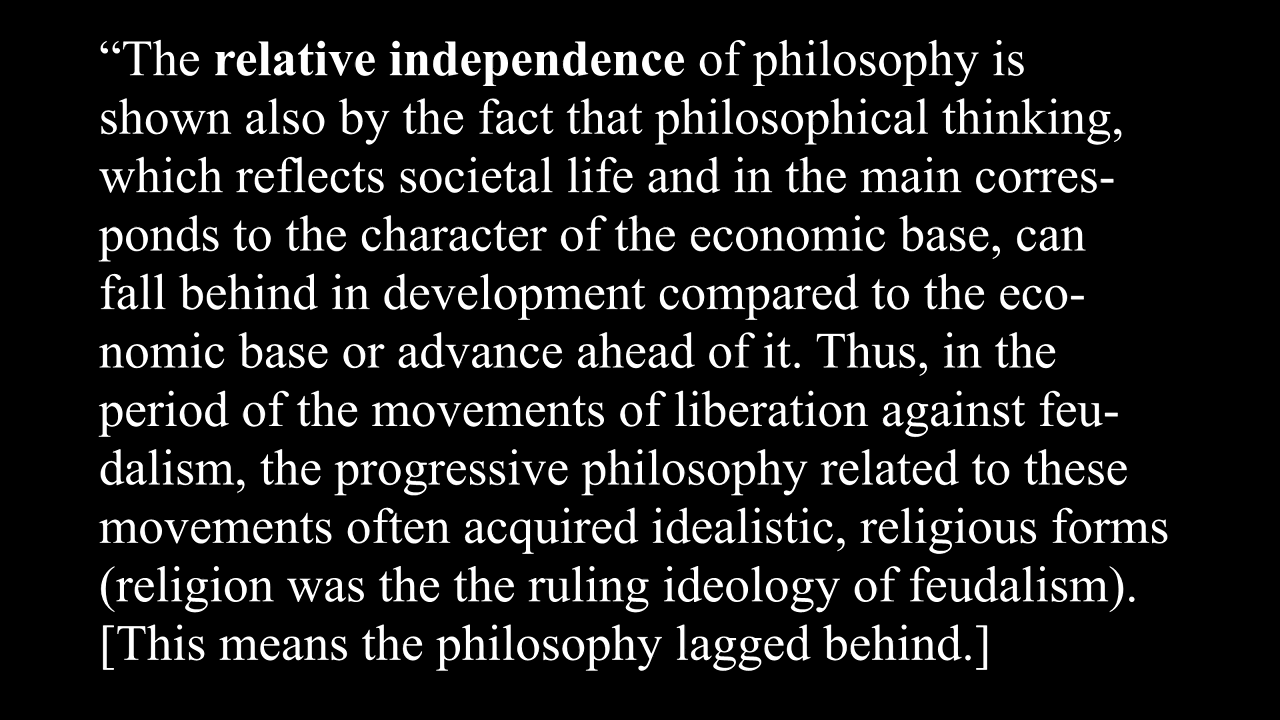 “The relative independence of philosophy is
shown also by the fact that philosophical thinking,
which reflects societal life and in the main corres-
ponds to the character of the economic base, can
fall behind in development compared to the eco-
nomic base or advance ahead of it. Thus, in the
period of the movements of liberation against feu-
dalism, the progressive philosophy related to these
movements often acquired idealistic, religious forms
(religion was the the ruling ideology of feudalism).
[This means the philosophy lagged behind.]